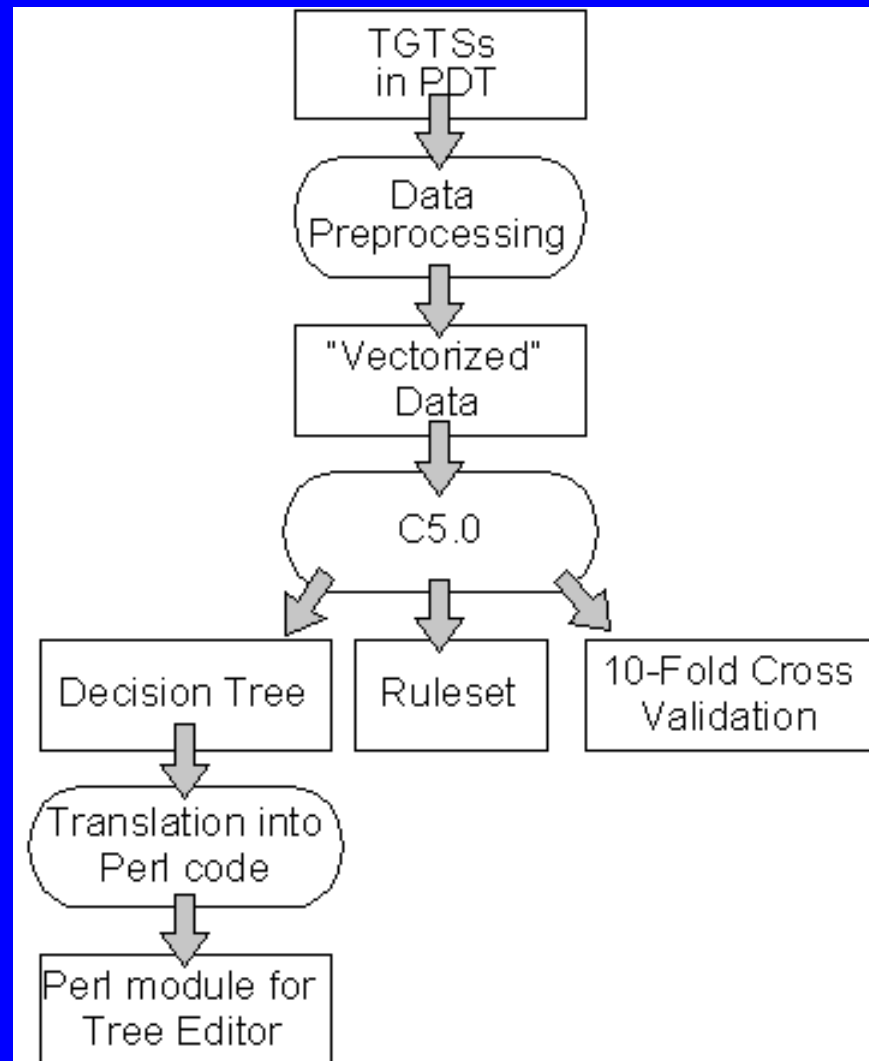 TGTSs
in PDT
Data
Preprocessing
"Vectorized"
Data
C5.0
Decision Tree
Ruleset
10-Fold Cross
Validation
Translation into
Perl code
Perl module for
Tree Editor